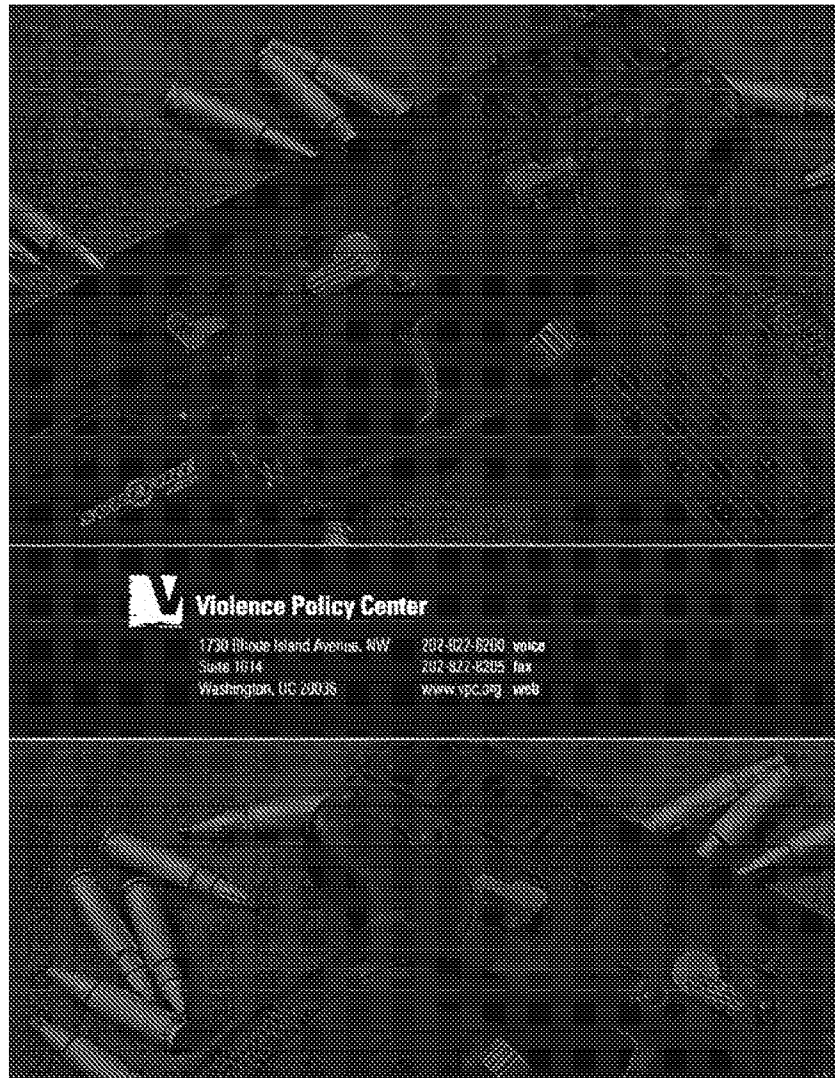 Violence Policy Center
1730 Rhode Island Avenue, NW
Suite 1014
Washington, DC 20036
202-822-8200 voice
202-822-8205 fax
www.vpc.org web